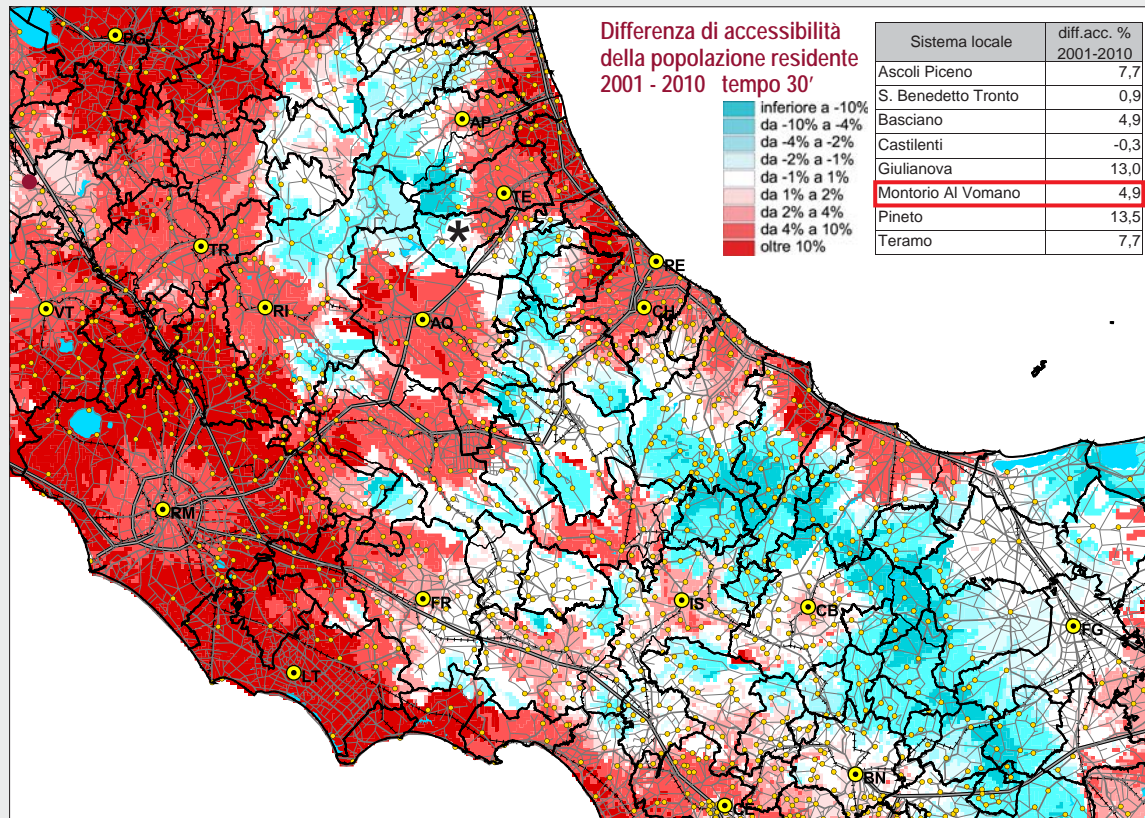 Differenza di accessibilità
della popolazione residente
2001 - 2010 tempo 30'
inferiore a -10%
da -10% a -4%
da -4% a -2%
da -2% a -1%
da -1% a 1%
da 1% a 2%
da 2% a 4%
da 4% a 10%
oltre 10%
Sistema locale diff.acc. % 2001-2010
Ascoli Piceno 7,7
S. Benedetto Tronto 0,9
Basciano 4,9
Castilenti -0,3
Giulianova 13,0
Montorio Al Vomano 4,9
Pineto 13,5
Teramo 7,7
PG
AP
TE
*
TR
PE
VT
RI
AQ
CH
RM
FR
IS
CB
FG
LT
BN
CE